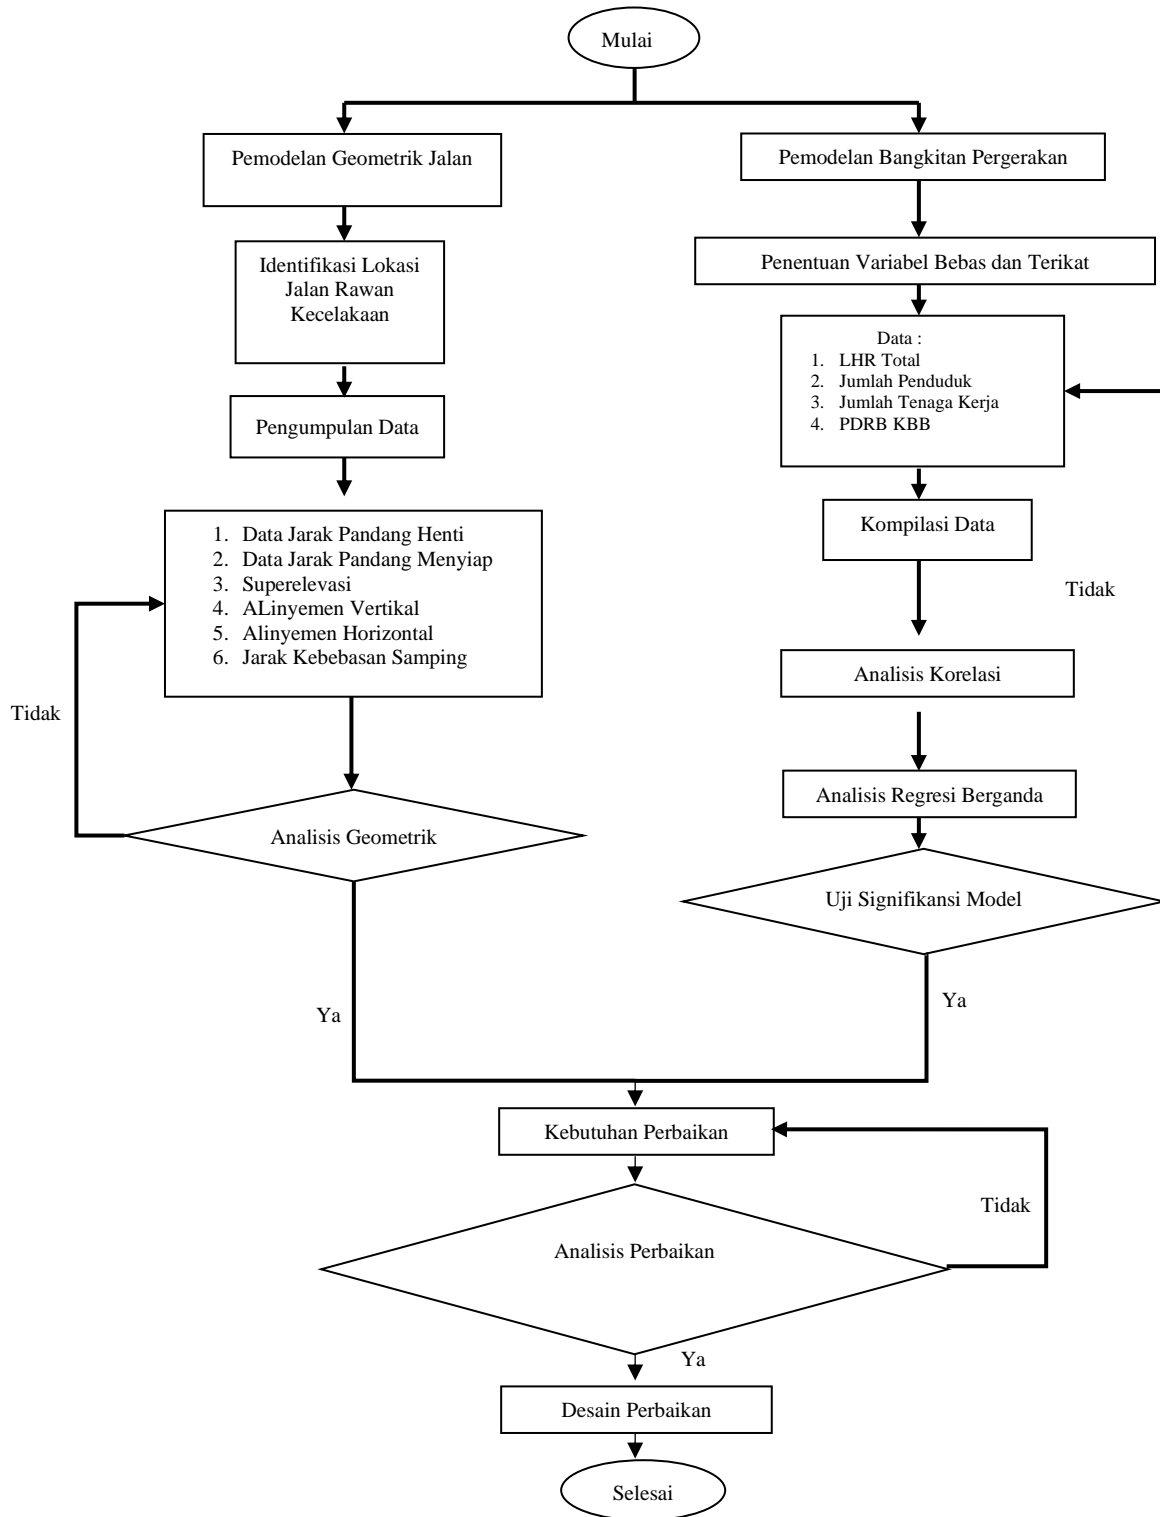 Mulai
Pemodelan Geometrik Jalan
Pemodelan Bangkitan Pergerakan
Identifikasi Lokasi
Jalan Rawan
Kecelakaan
Penentuan Variabel Bebas dan Terikat
Data :
1. LHR Total
2. Jumlah Penduduk
3. Jumlah Tenaga Kerja
4. PDRB KBB
Pengumpulan Data
Kompilasi Data
1. Data Jarak Pandang Henti
2. Data Jarak Pandang Menyiap
3. Superelevasi
4. ALinyemen Vertikal
5. Alinyemen Horizontal
6. Jarak Kebebasan Samping
Tidak
Analisis Korelasi
Tidak
Analisis Regresi Berganda
Analisis Geometrik
Uji Signifikansi Model
Ya
Ya
Kebutuhan Perbaikan
Tidak
Analisis Perbaikan
Ya
Desain Perbaikan
Selesai